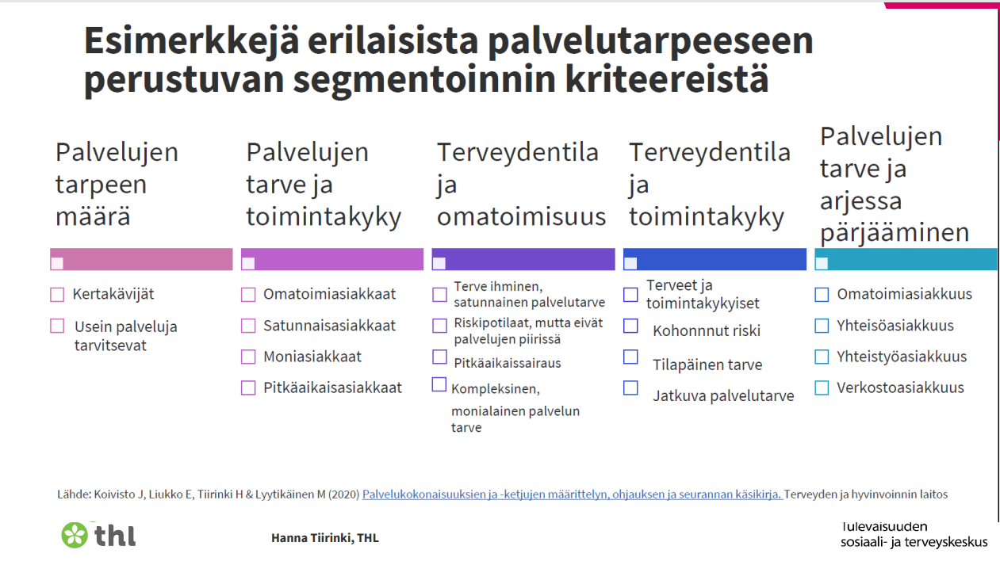 Esimerkkejä erilaisista palvelutarpeeseen
perustuvan segmentoinnin kriteereistä
Palvelujen
tarpeen
määrä
Kertakävijät
Usein palveluja
tarvitsevat
Palvelujen
tarve ja
toimintakyky
Omatoimiasiakkaat
Satunnaisasiakkaat
Moniasiakkaat
Pitkäaikaisasiakkaat
Terveydentila
ja
omatoimisuus
Terve ihminen,
satunnainen palvelutarve
Riskipotilaat, mutta eivät
palvelujen piirissä
Pitkäaikaissairaus
Kompleksinen,
monialainen palvelun
tarve
Terveydentila
ja
toimintakyky
Terveet ja
toimintakykyiset
Kohonnnut riski
Tilapäinen tarve
Jatkuva palvelutarve
Palvelujen
tarve ja
arjessa
pärjääminen
Omatoimiasiakkuus
Yhteisöasiakkuus
Yhteistyöasiakkuus
Verkostoasiakkuus
Lähde: Koivisto J, Liukko E, Tiirinki H & Lyytikäinen M (2020) Palvelukokonaisuuksien ja -ketjujen määrittelyn, ohjauksen ja seurannan käsikirja. Terveyden ja hyvinvoinnin laitos
thl
Hanna Tiirinki, THL
Tulevaisuuden
sosiaali- ja terveyskeskus